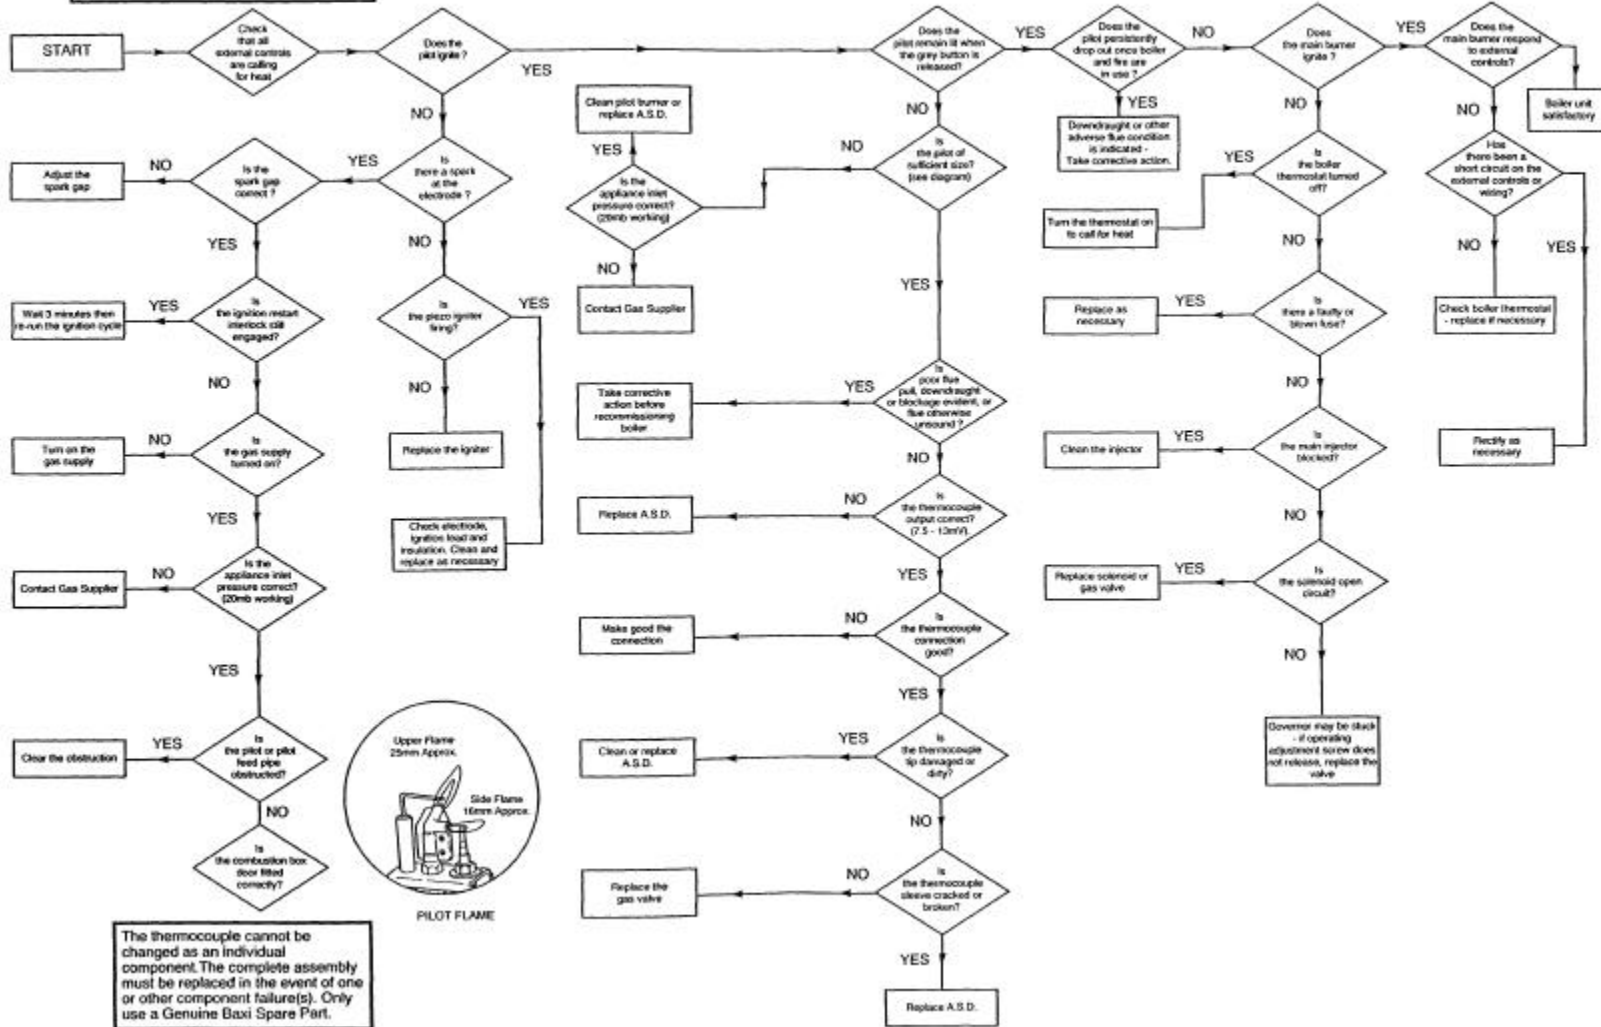 START
Check
that all
external controls
are calling
for heat
Does the
pilot ignite ?
YES
NO
Is
there a spark
at the
electrode ?
YES
Is the
spark gap
correct ?
NO
Adjust the
spark gap
YES
Is
the ignition restart
interlock still
engaged?
YES
Wait 3 minutes then
re-run the ignition cycle
NO
Is
the gas supply
turned on?
NO
Turn on the
gas supply
YES
Is the
appliance inlet
pressure correct?
(20mb working)
NO
Contact Gas Supplier
YES
Is
the pilot or pilot
feed pipe
obstructed?
YES
Clear the obstruction
NO
Is
the combustion box
door fitted
correctly?
NO
Is
the piezo igniter
firing?
YES
NO
Replace the igniter
Check electrode,
ignition lead and
insulation. Clean and
replace as necessary
Upper Flame
25mm Approx.
Side Flame
16mm Approx.
PILOT FLAME
The thermocouple cannot be
changed as an individual
component.The complete assembly
must be replaced in the event of one
or other component failure(s). Only
use a Genuine Baxi Spare Part.
Does the
pilot remain lit when
the grey button is
released?
YES
NO
Is
the pilot of
sufficient size?
(see diagram)
NO
Is the
appliance inlet
pressure correct?
(20mb working)
YES
Clean pilot burner or
replace A.S.D.
NO
Contact Gas Supplier
YES
Is
poor flue
pull, downdraught
or blockage evident, or
flue otherwise
unsound ?
YES
Take corrective
action before
recommissioning
boiler
NO
Is
the thermocouple
output correct?
(7.5 - 13mV)
NO
Replace A.S.D.
YES
Is
the thermocouple
connection
good?
NO
Make good the
connection
YES
Is
the thermocouple
tip damaged or
dirty?
YES
Clean or replace
A.S.D.
NO
Is
the thermocouple
sleeve cracked or
broken?
NO
Replace the
gas valve
YES
Replace A.S.D.
Does the
pilot persistently
drop out once boiler
and fire are
in use ?
NO
YES
Downdraught or other
adverse flue condition
is indicated -
Take corrective action.
Does
the main burner
ignite ?
YES
NO
Is
the boiler
thermostat turned
off?
YES
Turn the thermostat on
to call for heat
NO
Is
there a faulty or
blown fuse?
YES
Replace as
necessary
NO
Is
the main injector
blocked?
YES
Clean the injector
NO
Is
the solenoid open
circuit?
YES
Replace solenoid or
gas valve
NO
Governor may be stuck
- if operating
adjustment screw does
not release, replace the
valve
Does the
main burner respond
to external
controls?
YES
Boiler unit
satisfactory
NO
Has
there been a
short circuit on the
external controls or
wiring?
NO
Check boiler thermostat
- replace if necessary
YES
Rectify as
necessary